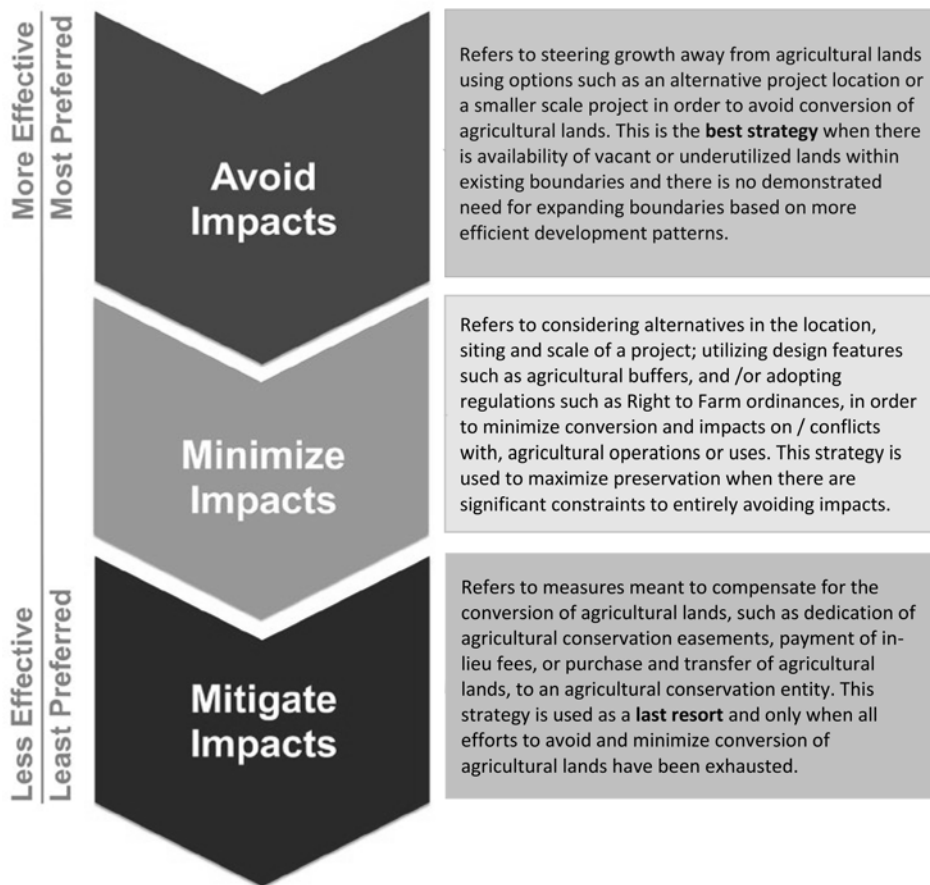 More Effective
Most Preferred
Avoid
Impacts
Refers to steering growth away from agricultural lands
using options such as an alternative project location or
a smaller scale project in order to avoid conversion of
agricultural lands. This is the best strategy when there
is availability of vacant or underutilized lands within
existing boundaries and there is no demonstrated
need for expanding boundaries based on more
efficient development patterns.
Minimize
Impacts
Refers to considering alternatives in the location,
siting and scale of a project; utilizing design features
such as agricultural buffers, and /or adopting
regulations such as Right to Farm ordinances, in order
to minimize conversion and impacts on / conflicts
with, agricultural operations or uses. This strategy is
used to maximize preservation when there are
significant constraints to entirely avoiding impacts.
Less Effective
Least Preferred
Mitigate
Impacts
Refers to measures meant to compensate for the
conversion of agricultural lands, such as dedication of
agricultural conservation easements, payment of in-
lieu fees, or purchase and transfer of agricultural
lands, to an agricultural conservation entity. This
strategy is used as a last resort and only when all
efforts to avoid and minimize conversion of
agricultural lands have been exhausted.